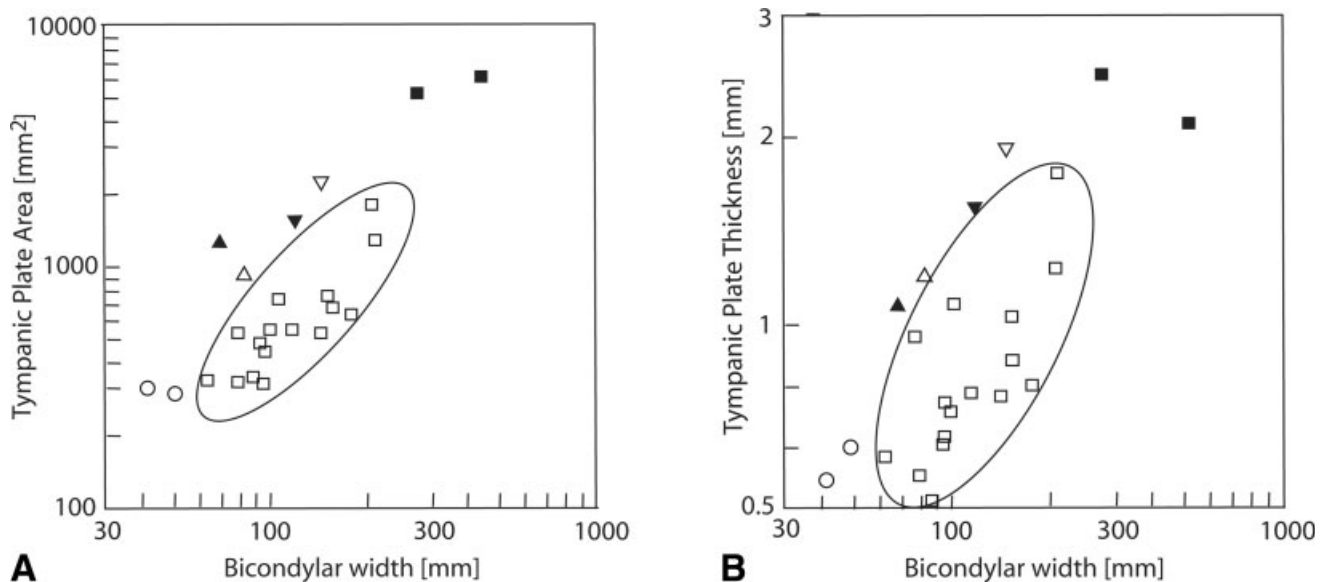 10000
1000
100
Tympanic Plate Area [mm2]
30
100
300
1000
Bicondylar width [mm]
A
3
2
1
0.5
Tympanic Plate Thickness [mm]
30
100
300
1000
Bicondylar width [mm]
B